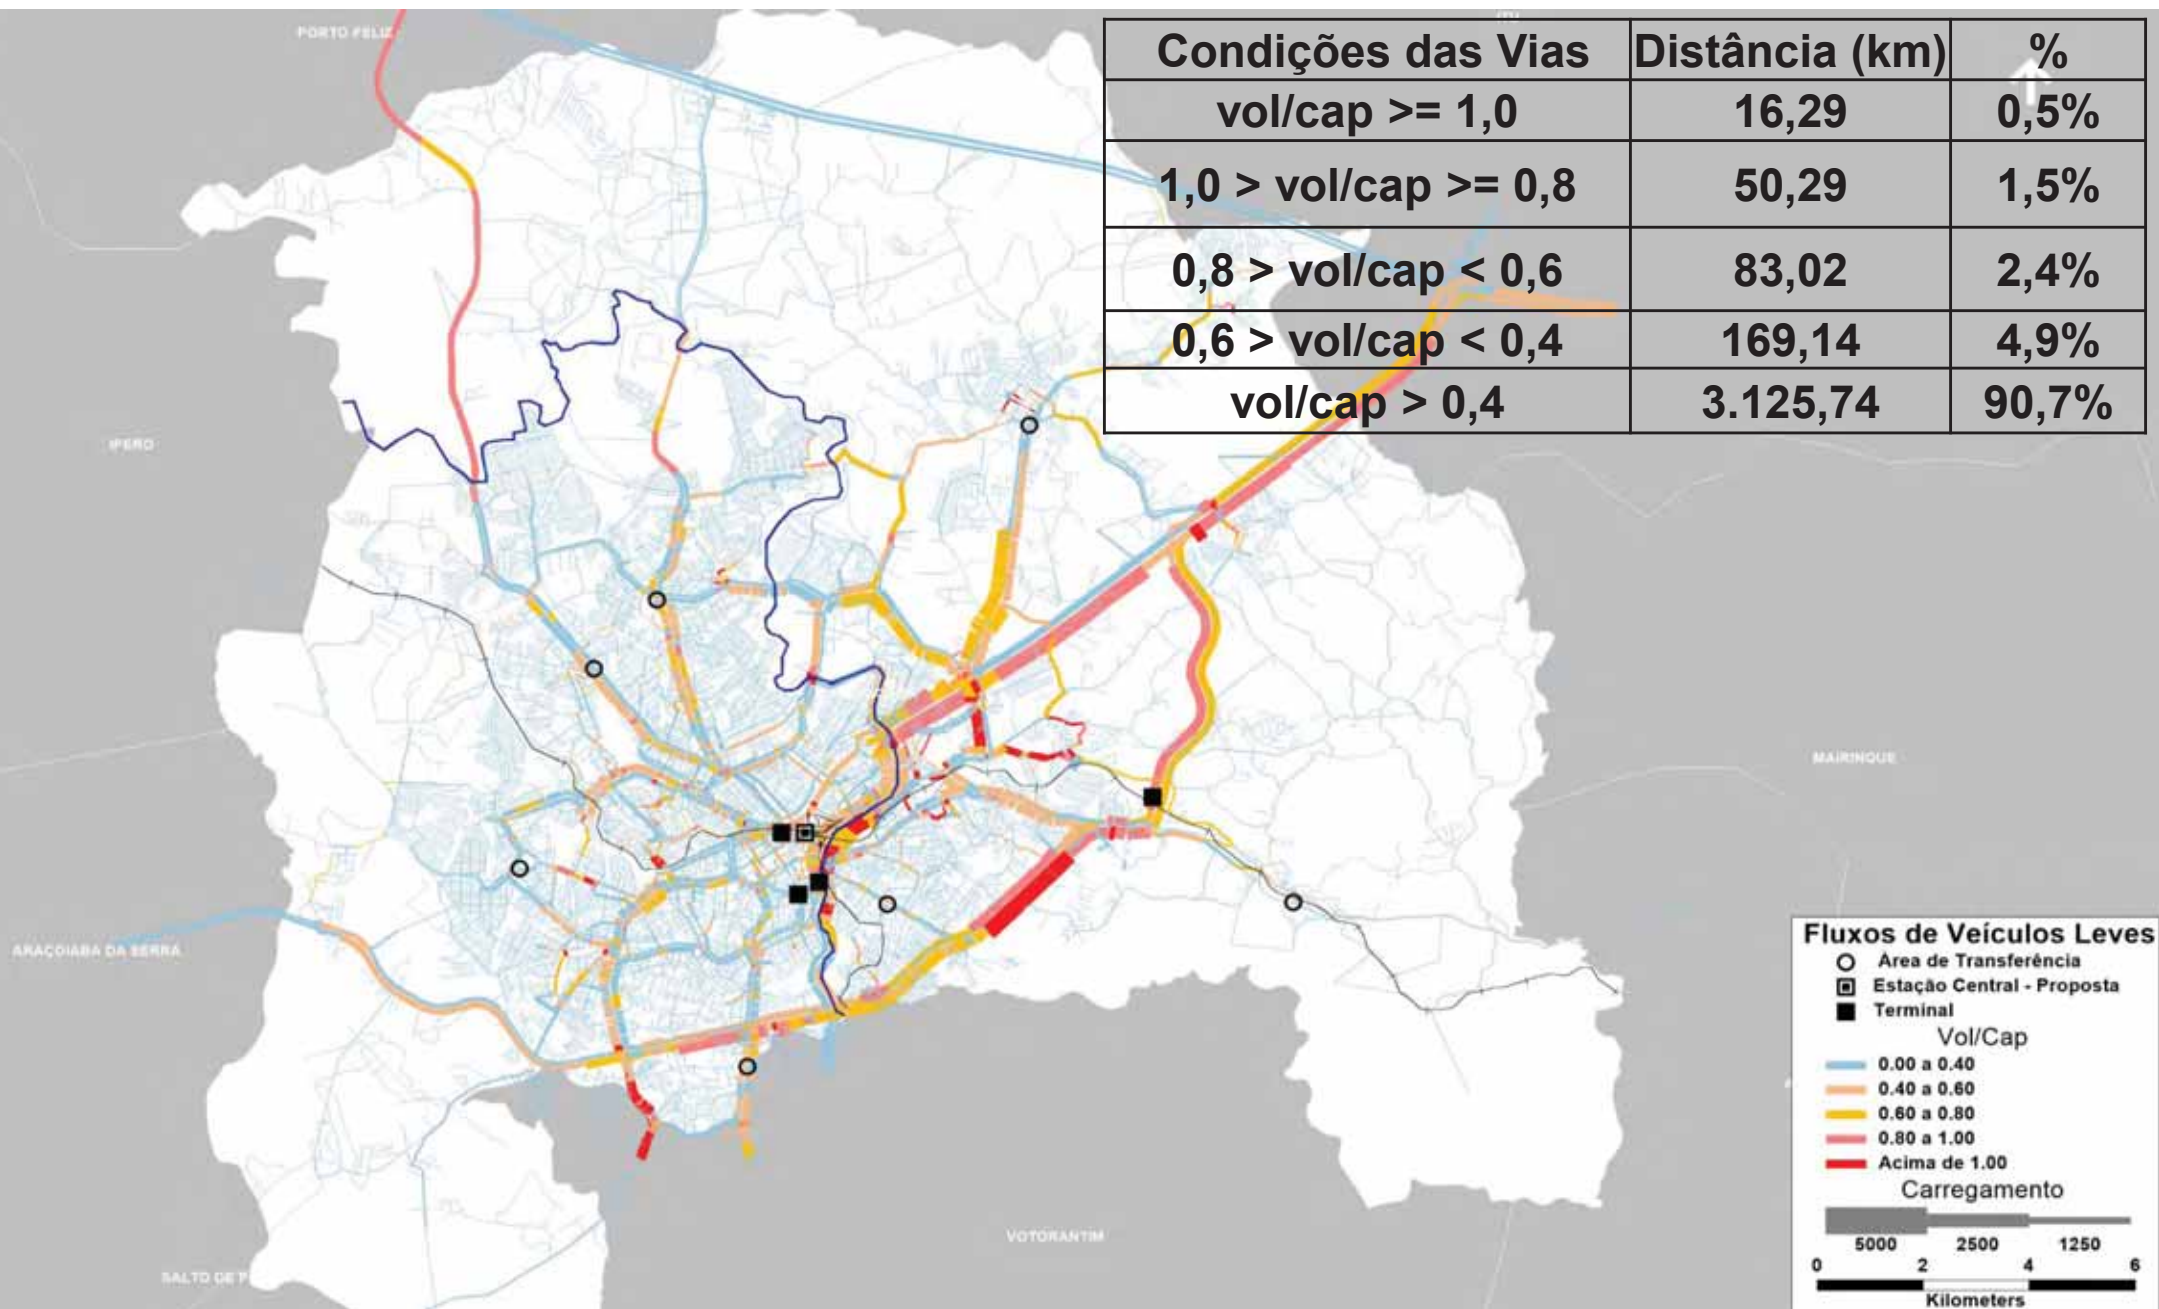 PORTO FELIZ
Condições das Vias Distância (km) %
vol/cap >= 1,0 16,29 0,5%
1,0 > vol/cap >= 0,8 50,29 1,5%
0,8 > vol/cap < 0,6 83,02 2,4%
0,6 > vol/cap < 0,4 169,14 4,9%
vol/cap > 0,4 3.125,74 90,7%
IPERO
MAIRINQUE
ARAÇOIABA DA SERRA
VOTORANTIM
SALTO DE P
Fluxos de Veículos Leves
Área de Transferência
Estação Central - Proposta
Terminal
Vol/Cap
0.00 a 0.40
0.40 a 0.60
0.60 a 0.80
0.80 a 1.00
Acima de 1.00
Carregamento
5000 2500 1250
0 2 4 6
Kilometers